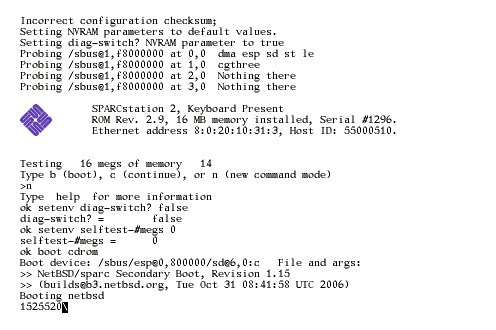 Incorrect configuration checksum;
Setting NVRAM parameters to default values.
Setting diag-switch? NVRAM parameter to true
Probing /sbus@1,f8000000 at 0,0 dma esp sd st le
Probing /sbus@1,f8000000 at 1,0 cgthree
Probing /sbus@1,f8000000 at 2,0 Nothing there
Probing /sbus@1,f8000000 at 3,0 Nothing there
SPARCstation 2, Keyboard Present
ROM Rev. 2.9, 16 MB memory installed, Serial #1296.
Ethernet address 8:0:20:10:31:3, Host ID: 55000510.
Testing 16 megs of memory 14
Type b (boot), c (continue), or n (new command mode)
>n
Type help for more information
ok setenv diag-switch? false
diag-switch? = false
ok setenv selftest-#megs 0
selftest-#megs = 0
ok boot cdrom
Boot device: /sbus/esp@0,800000/sd@6,0:c File and args:
>> NetBSD/sparc Secondary Boot, Revision 1.15
>> (builds@b3.netbsd.org, Tue Oct 31 08:41:58 UTC 2006)
Booting netbsd
1525520\